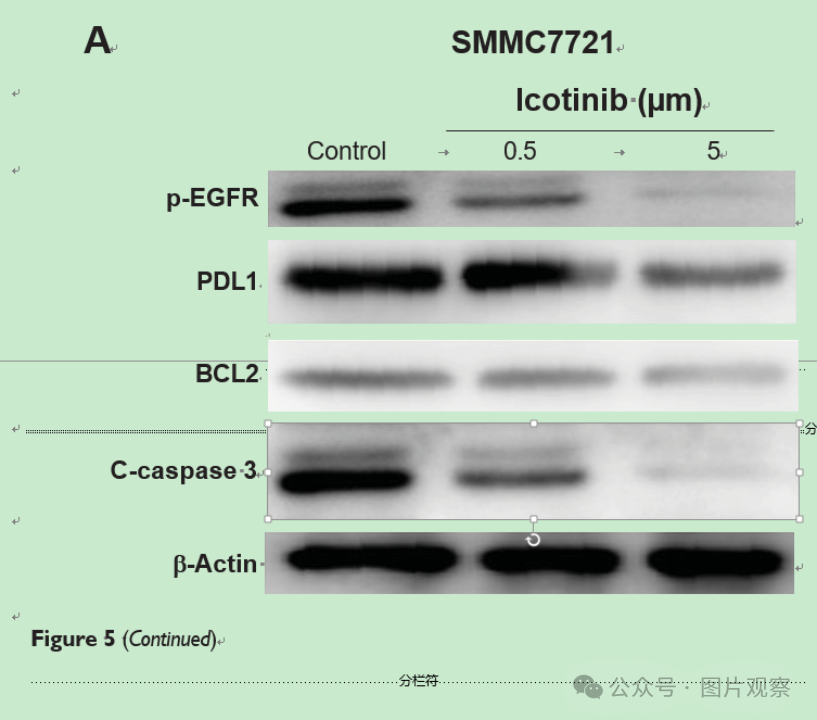 A
SMMC7721
Icotinib (µm)
Control 0.5 5
p-EGFR
PDL1
BCL2
分
C-caspase 3
β-Actin
Figure 5 (Continued)
分栏符
公众号 · 图片观察